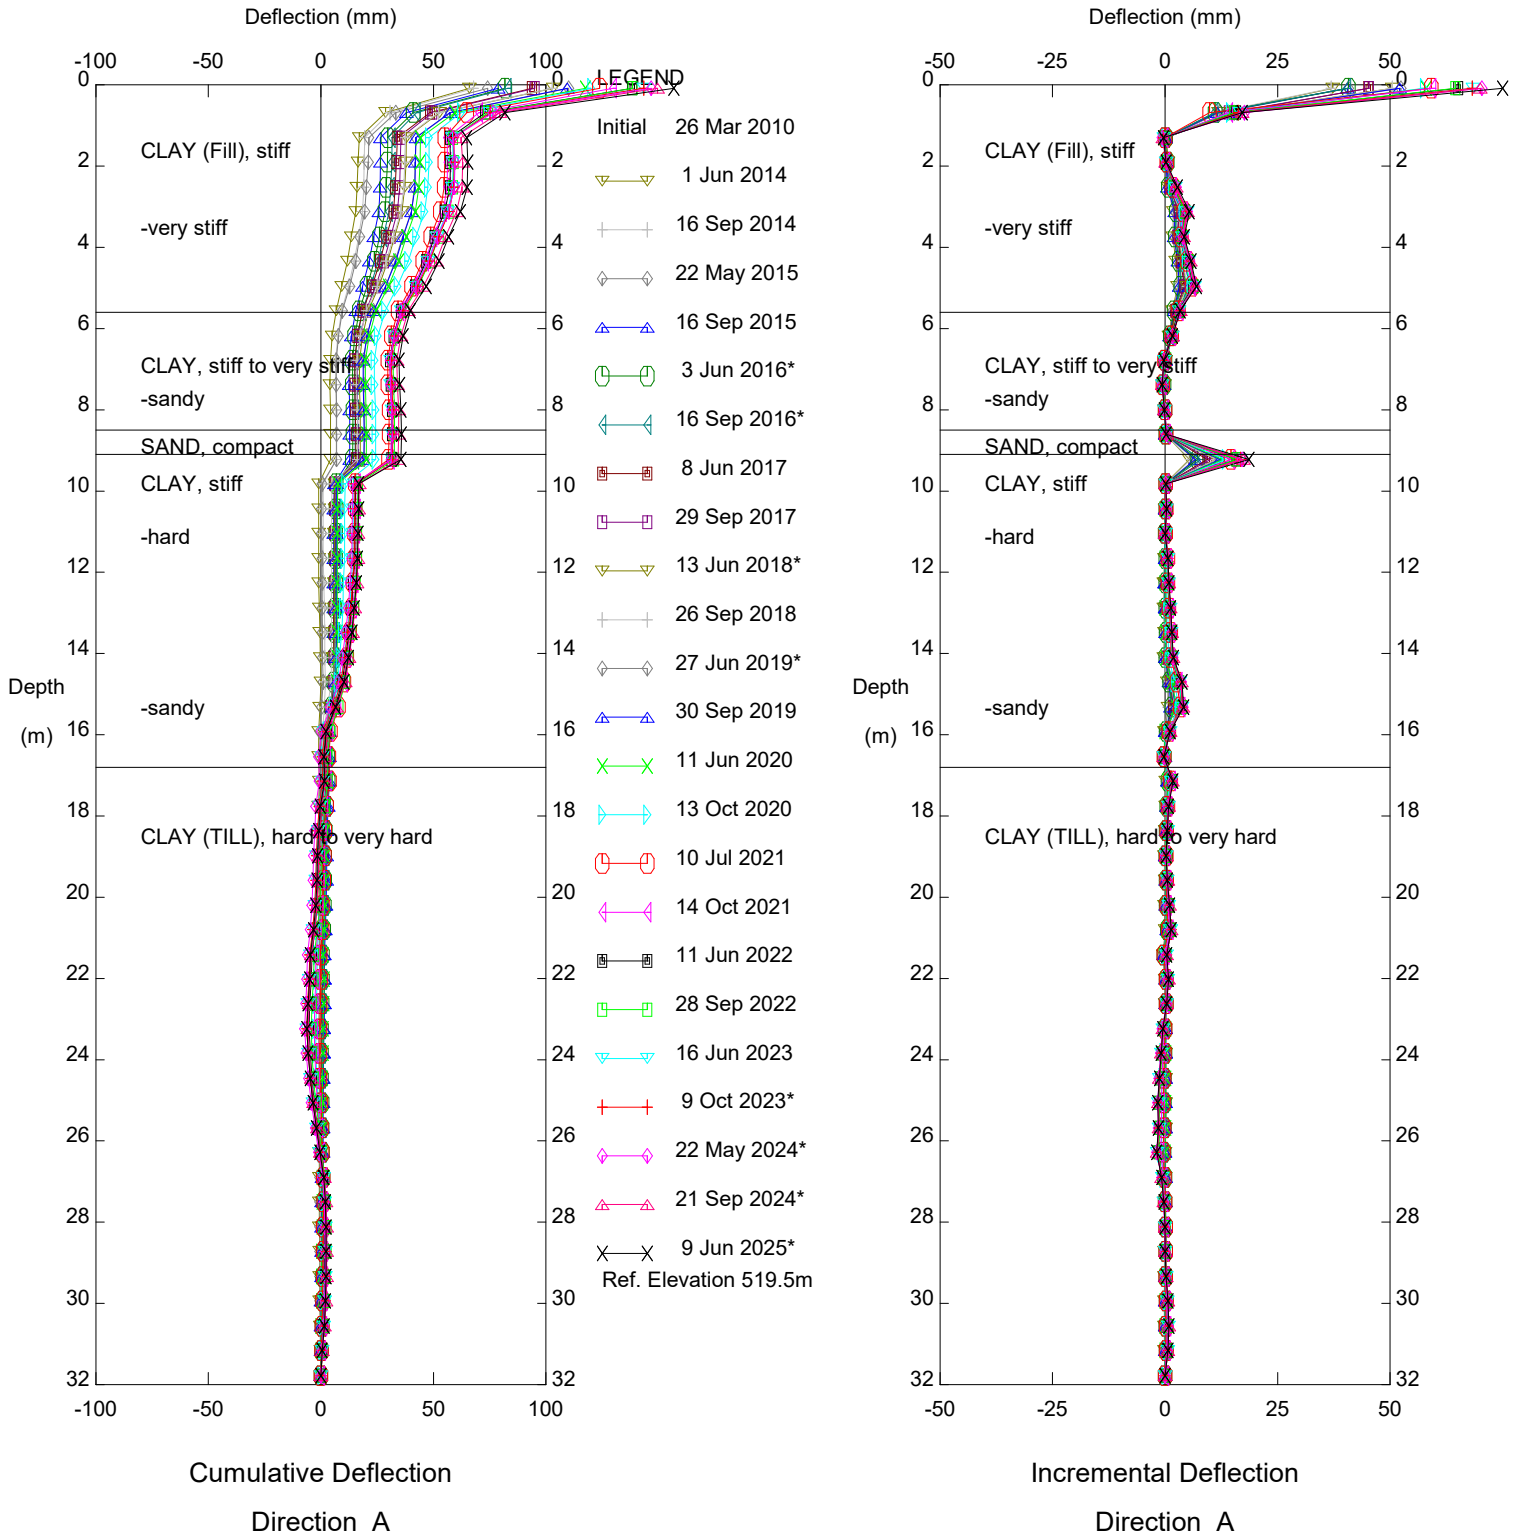 Deflection (mm)
-100 -50 0 50 100
0
2
4
6
8
10
12
14
16
18
20
22
24
26
28
30
32
0
2
4
6
8
10
12
14
16
18
20
22
24
26
28
30
32
Depth
(m)
CLAY (Fill), stiff
-very stiff
CLAY, stiff to very stiff
-sandy
SAND, compact
CLAY, stiff
-hard
-sandy
CLAY (TILL), hard to very hard
-100 -50 0 50 100
Cumulative Deflection
Direction A
LEGEND
Initial 26 Mar 2010
1 Jun 2014
16 Sep 2014
22 May 2015
16 Sep 2015
3 Jun 2016*
16 Sep 2016*
8 Jun 2017
29 Sep 2017
13 Jun 2018*
26 Sep 2018
27 Jun 2019*
30 Sep 2019
11 Jun 2020
13 Oct 2020
10 Jul 2021
14 Oct 2021
11 Jun 2022
28 Sep 2022
16 Jun 2023
9 Oct 2023*
22 May 2024*
21 Sep 2024*
9 Jun 2025*
Ref. Elevation 519.5m
Deflection (mm)
-50 -25 0 25 50
0
2
4
6
8
10
12
14
16
18
20
22
24
26
28
30
32
0
2
4
6
8
10
12
14
16
18
20
22
24
26
28
30
32
Depth
(m)
CLAY (Fill), stiff
-very stiff
CLAY, stiff to very stiff
-sandy
SAND, compact
CLAY, stiff
-hard
-sandy
CLAY (TILL), hard to very hard
-50 -25 0 25 50
Incremental Deflection
Direction A